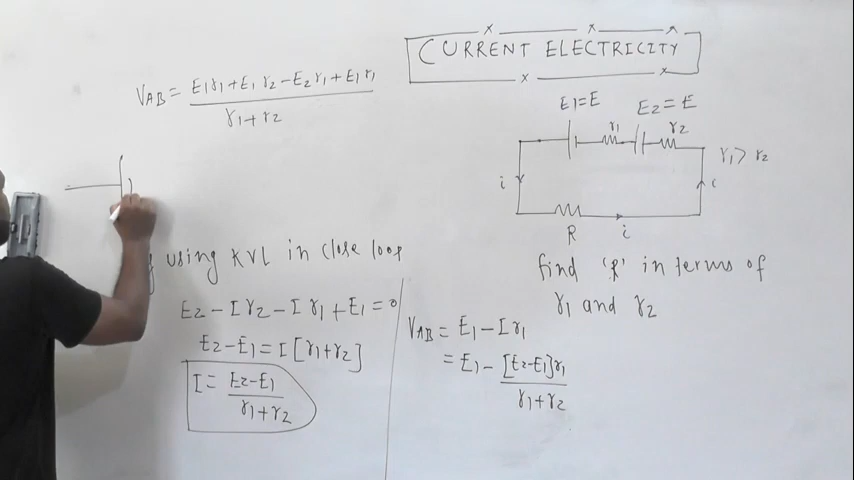 CURRENT ELECTRICITY
VAB = E1r1+E1r2-E2r1+E1r1
r1+r2
E1=E E2=E
r1 r2
r1>r2
i i
R i
find 'R' in terms of
r1 and r2
using KVL in close loop
E2-Ir2-Ir1+E1=0
E2-E1=I[r1+r2]
I= E2-E1
r1+r2
VAB= E1-Ir1
= E1-[E2-E1]r1
r1+r2